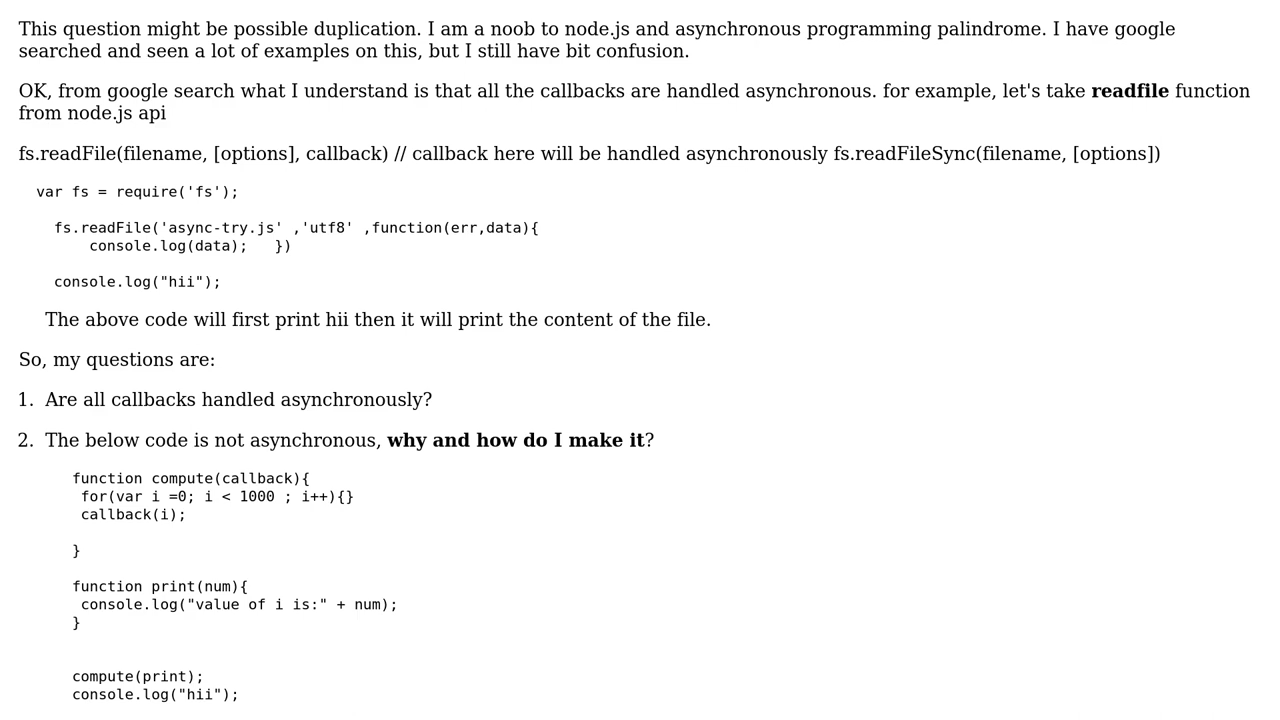 This question might be possible duplication. I am a noob to node.js and asynchronous programming palindrome. I have google
searched and seen a lot of examples on this, but I still have bit confusion.
OK, from google search what I understand is that all the callbacks are handled asynchronous. for example, let's take readfile function
from node.js api
fs.readFile(filename, [options], callback) // callback here will be handled asynchronously fs.readFileSync(filename, [options])
var fs = require('fs');
fs.readFile('async-try.js' ,'utf8' ,function(err,data){
console.log(data);   })
console.log("hii");
The above code will first print hii then it will print the content of the file.
So, my questions are:
1. Are all callbacks handled asynchronously?
2. The below code is not asynchronous, why and how do I make it?
function compute(callback){
for(var i =0; i < 1000 ; i++){}
callback(i);
}
function print(num){
console.log("value of i is:" + num);
}
compute(print);
console.log("hii");